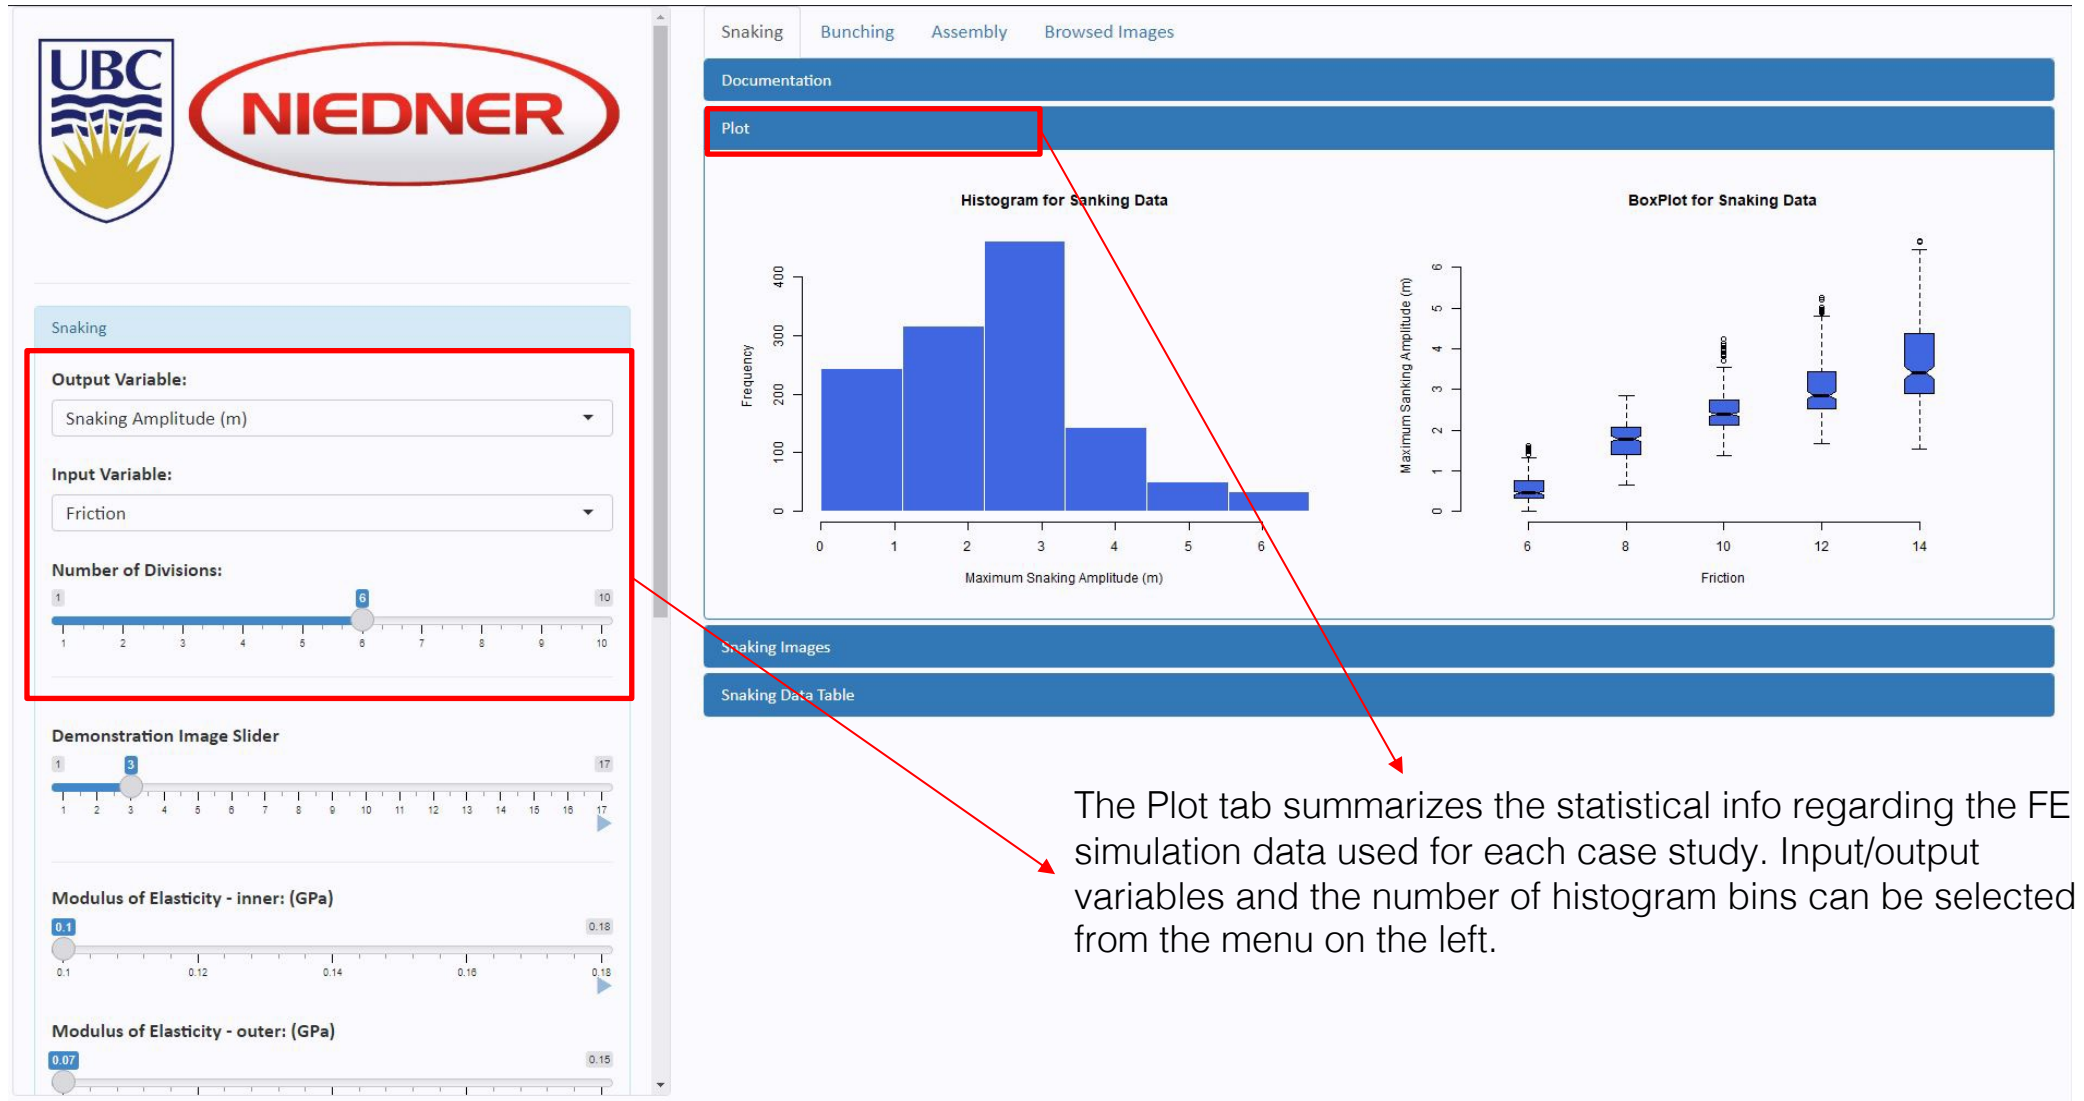 UBC
NIEDNER
Snaking
Output Variable:
Snaking Amplitude (m)
Input Variable:
Friction
Number of Divisions:
1 6 10
1 2 3 4 5 6 7 8 9 10
Demonstration Image Slider
1 3 17
1 2 3 4 5 6 7 8 9 10 11 12 13 14 15 16 17
Modulus of Elasticity - inner: (GPa)
0.1 0.18
0.1 0.12 0.14 0.16 0.18
Modulus of Elasticity - outer: (GPa)
0.07 0.15
Snaking Bunching Assembly Browsed Images
Documentation
Plot
Histogram for Sanking Data
Frequency
0 100 200 300 400
0 1 2 3 4 5 6
Maximum Snaking Amplitude (m)
BoxPlot for Snaking Data
Maximum Sanking Amplitude (m)
0 1 2 3 4 5 6
6 8 10 12 14
Friction
Snaking Images
Snaking Data Table
The Plot tab summarizes the statistical info regarding the FE
simulation data used for each case study. Input/output
variables and the number of histogram bins can be selected
from the menu on the left.